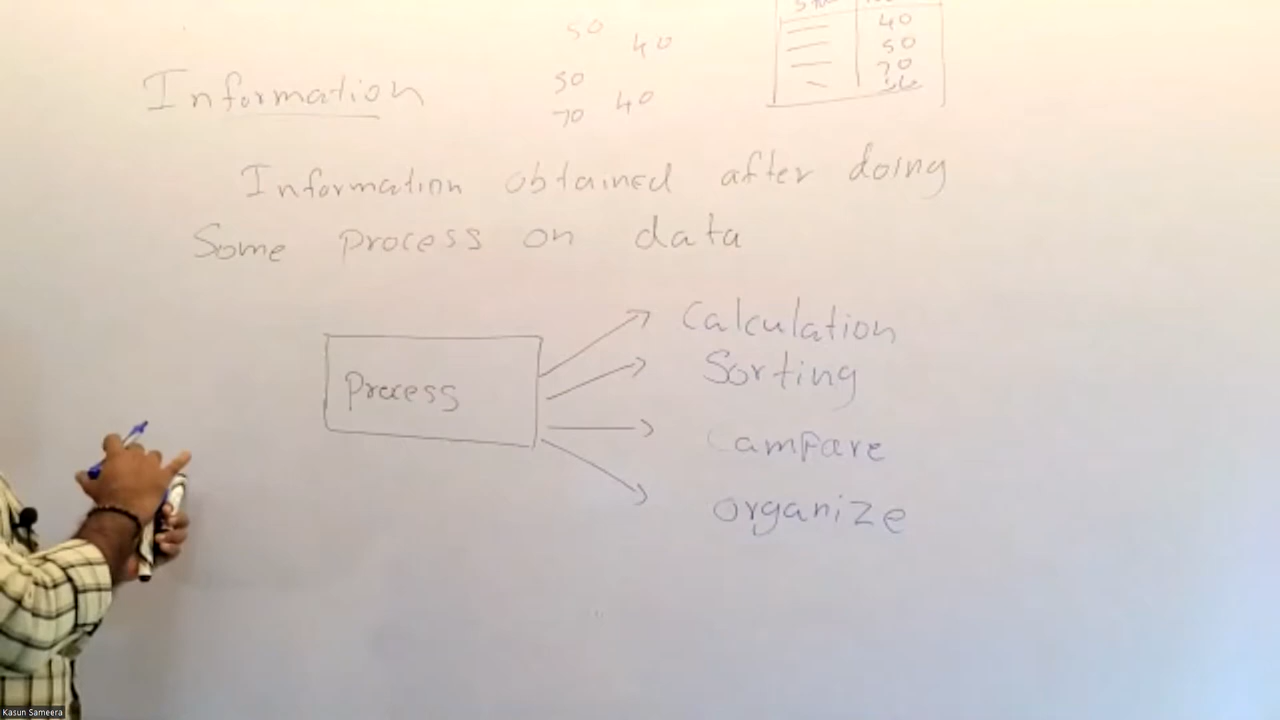 50
40
50
40
70
40
50
70
Information
Information obtained after doing
Some process on data
Process
Calculation
Sorting
Campare
organize
Kasun Sameera